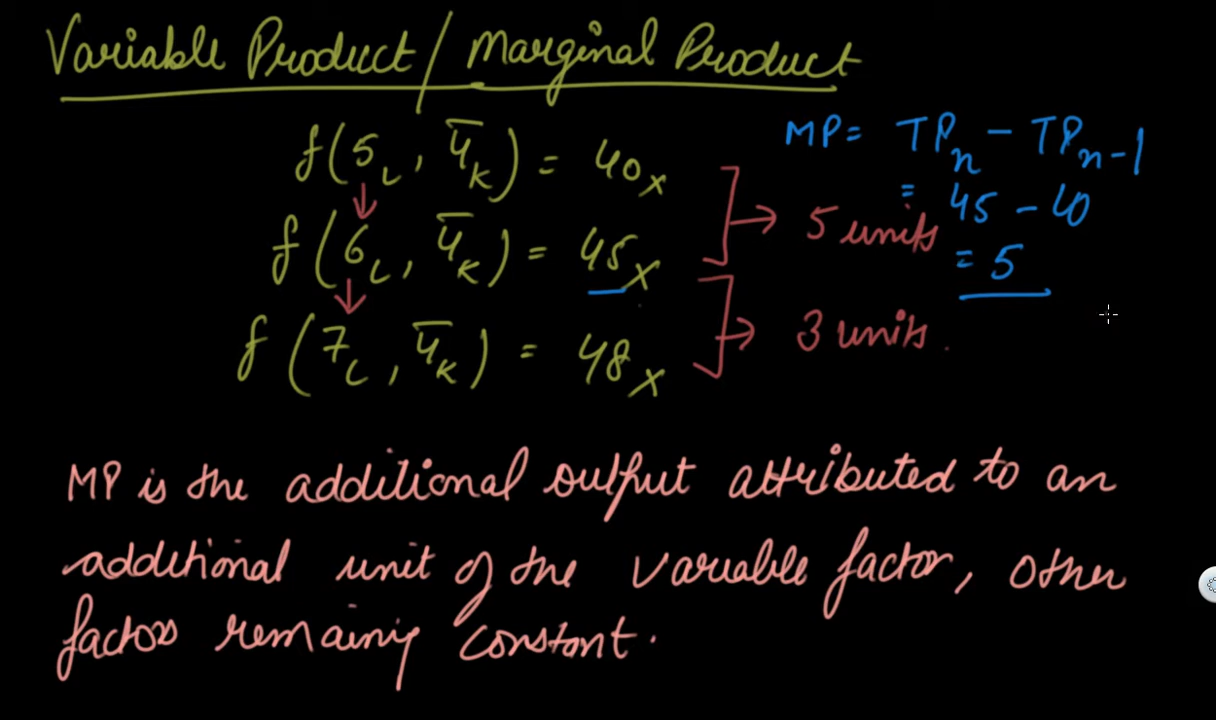 Variable Product / Marginal Product
f(5L, 4̅K) = 40x
MP = TPn - TPn-1
= 45 - 40
= 5
f(6L, 4̅K) = 45x
→ 5 units
f(7L, 4̅K) = 48x
→ 3 units.
MP is the additional output attributed to an
additional unit of the variable factor, other
factors remaining constant.